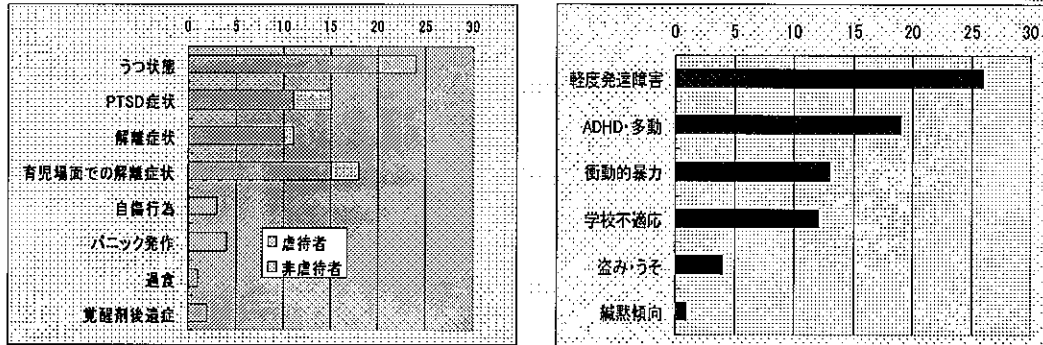 0 5 10 15 20 25 30
うつ状態
PTSD症状
解離症状
育児場面での解離症状
自傷行為
パニック発作
過食
覚醒剤後遺症
虐待者
非虐待者
0 5 10 15 20 25 30
軽度発達障害
ADHD・多動
衝動的暴力
学校不適応
盗み・うそ
緘黙傾向